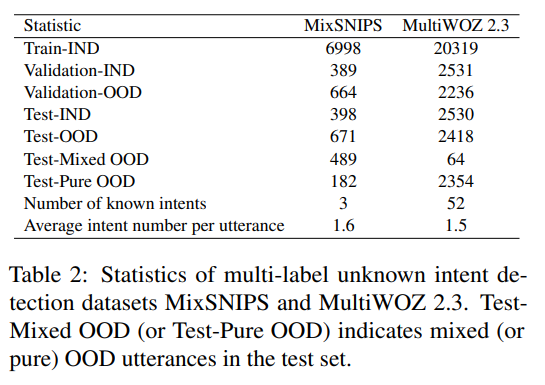 Statistic MixSNIPS MultiWOZ 2.3
Train-IND 6998 20319
Validation-IND 389 2531
Validation-OOD 664 2236
Test-IND 398 2530
Test-OOD 671 2418
Test-Mixed OOD 489 64
Test-Pure OOD 182 2354
Number of known intents 3 52
Average intent number per utterance 1.6 1.5
Table 2: Statistics of multi-label unknown intent de-
tection datasets MixSNIPS and MultiWOZ 2.3. Test-
Mixed OOD (or Test-Pure OOD) indicates mixed (or
pure) OOD utterances in the test set.